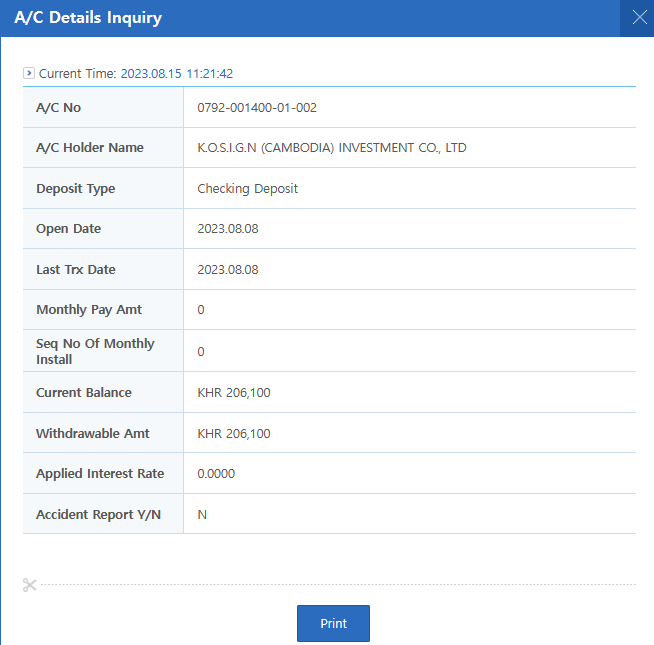 A/C Details Inquiry
Current Time: 2023.08.15 11:21:42
A/C No 0792-001400-01-002
A/C Holder Name K.O.S.I.G.N (CAMBODIA) INVESTMENT CO., LTD
Deposit Type Checking Deposit
Open Date 2023.08.08
Last Trx Date 2023.08.08
Monthly Pay Amt 0
Seq No Of Monthly
Install 0
Current Balance KHR 206,100
Withdrawable Amt KHR 206,100
Applied Interest Rate 0.0000
Accident Report Y/N N
Print